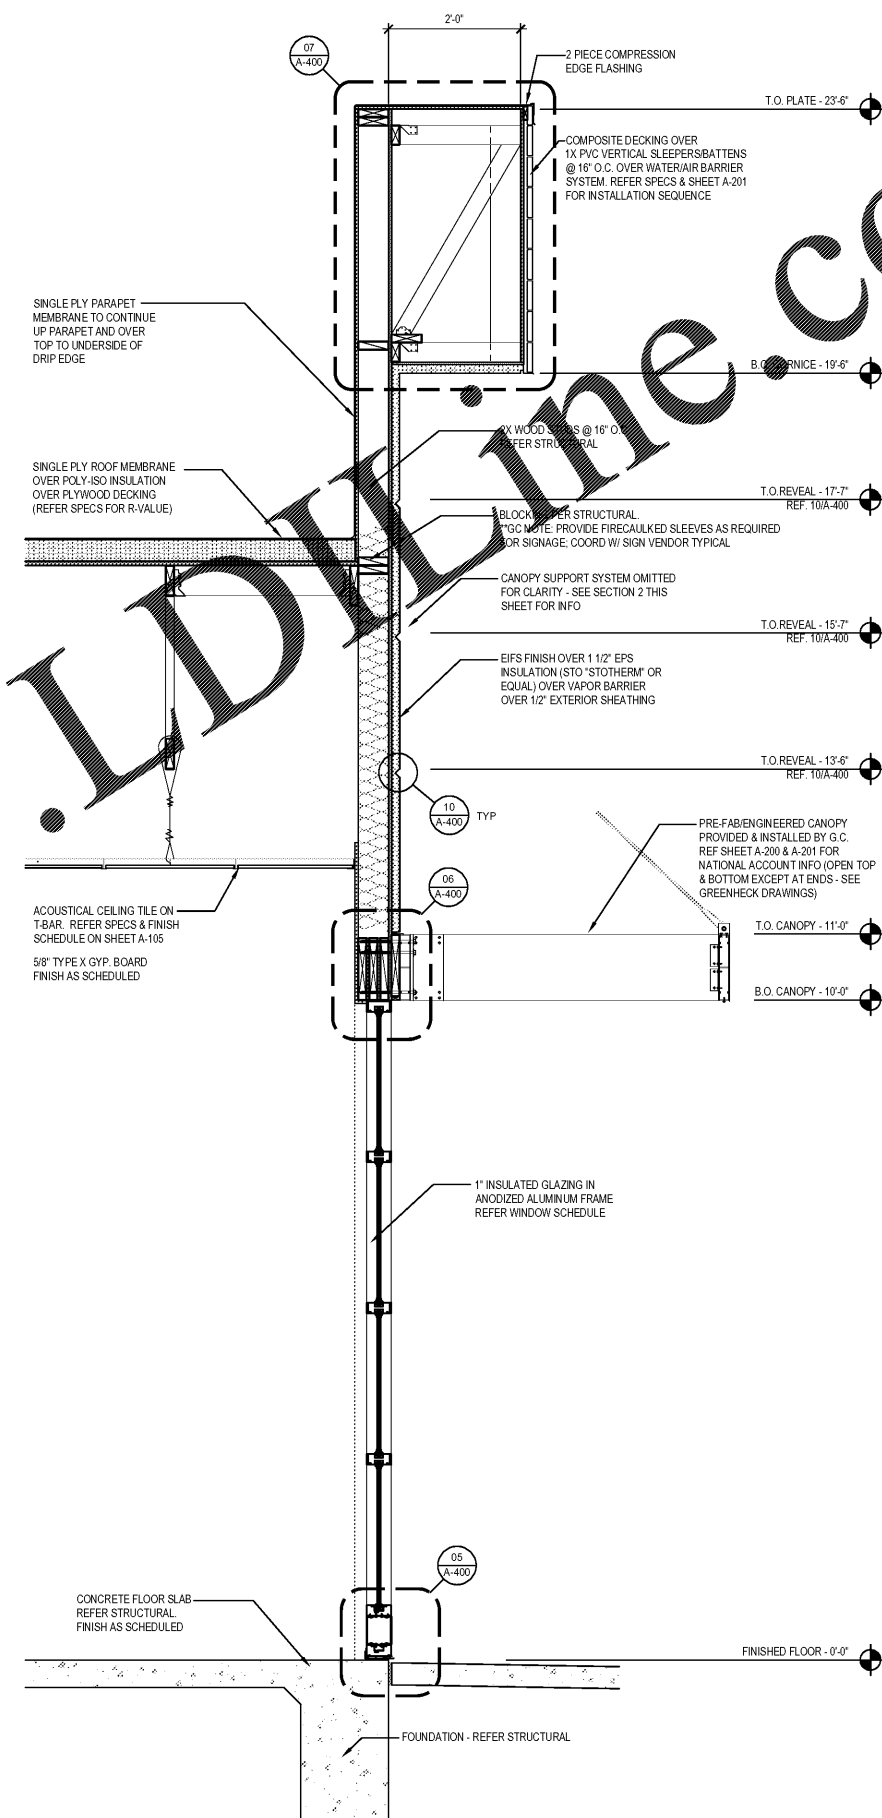 2'-0"
07
A-400
2 PIECE COMPRESSION
EDGE FLASHING
T.O. PLATE - 23'-6"
COMPOSITE DECKING OVER
1X PVC VERTICAL SLEEPERS/BATTENS
@ 16" O.C. OVER WATER/AIR BARRIER
SYSTEM. REFER SPECS & SHEET A-201
FOR INSTALLATION SEQUENCE
SINGLE PLY PARAPET
MEMBRANE TO CONTINUE
UP PARAPET AND OVER
TOP TO UNDERSIDE OF
DRIP EDGE
B.O. CORNICE - 19'-6"
2X WOOD STUDS @ 16" O.C.
REFER STRUCTURAL
SINGLE PLY ROOF MEMBRANE
OVER POLY-ISO INSULATION
OVER PLYWOOD DECKING
(REFER SPECS FOR R-VALUE)
T.O.REVEAL - 17'-7"
REF. 10/A-400
BLOCKING PER STRUCTURAL.
**GC NOTE: PROVIDE FIRECAULKED SLEEVES AS REQUIRED
FOR SIGNAGE; COORD W/ SIGN VENDOR TYPICAL
CANOPY SUPPORT SYSTEM OMITTED
FOR CLARITY - SEE SECTION 2 THIS
SHEET FOR INFO
T.O.REVEAL - 15'-7"
REF. 10/A-400
EIFS FINISH OVER 1 1/2" EPS
INSULATION (STO "STOTHERM" OR
EQUAL) OVER VAPOR BARRIER
OVER 1/2" EXTERIOR SHEATHING
T.O.REVEAL - 13'-6"
REF. 10/A-400
10
A-400
TYP
PRE-FAB/ENGINEERED CANOPY
PROVIDED & INSTALLED BY G.C.
REF SHEET A-200 & A-201 FOR
NATIONAL ACCOUNT INFO (OPEN TOP
& BOTTOM EXCEPT AT ENDS - SEE
GREENHECK DRAWINGS)
06
A-400
ACOUSTICAL CEILING TILE ON
T-BAR. REFER SPECS & FINISH
SCHEDULE ON SHEET A-105
5/8" TYPE X GYP. BOARD
FINISH AS SCHEDULED
T.O. CANOPY - 11'-0"
B.O. CANOPY - 10'-0"
1" INSULATED GLAZING IN
ANODIZED ALUMINUM FRAME
REFER WINDOW SCHEDULE
05
A-400
CONCRETE FLOOR SLAB
REFER STRUCTURAL.
FINISH AS SCHEDULED
FINISHED FLOOR - 0'-0"
FOUNDATION - REFER STRUCTURAL
.LDILine.co